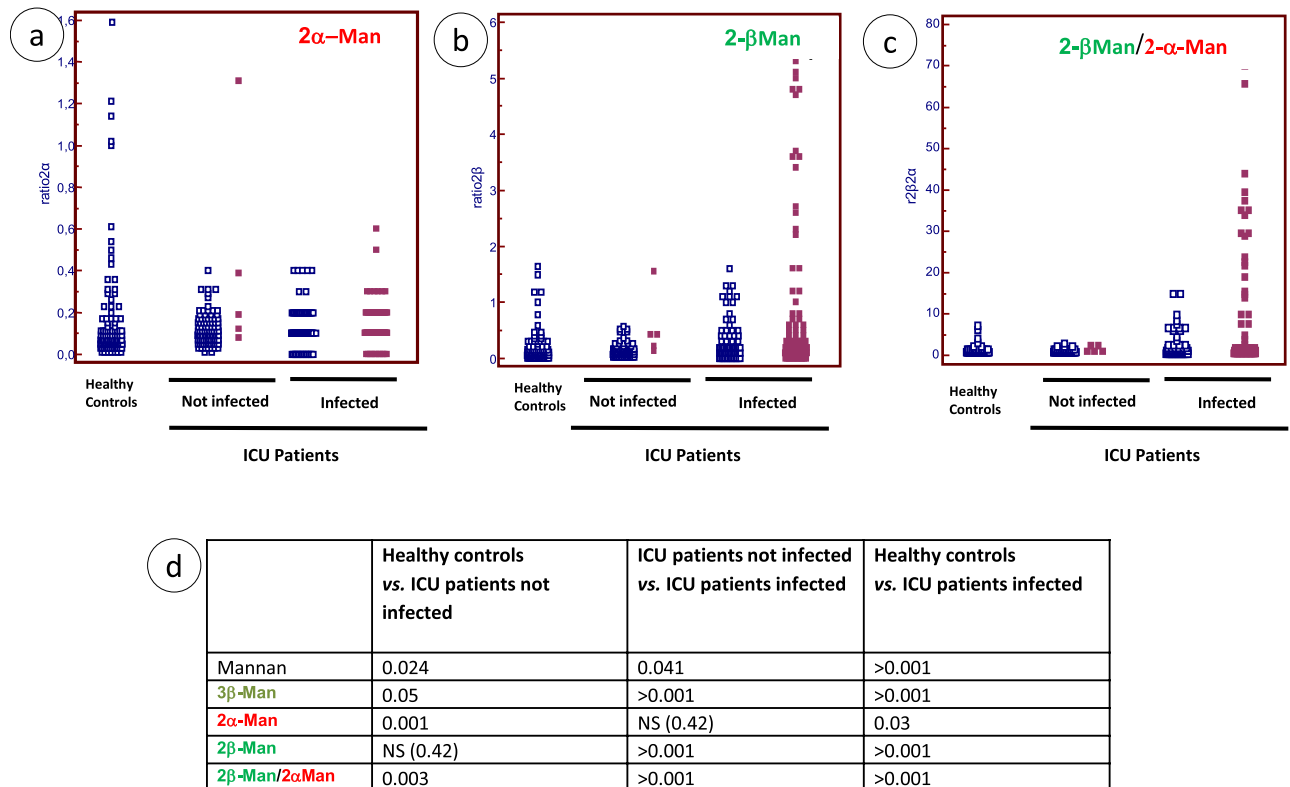 a
2α–Man
1,6
1,4
1,2
1,0
0,8
0,6
0,4
0,2
0,0
ratio2α
Healthy
Controls
Not infected
Infected
ICU Patients
b
2-βMan
6
5
4
3
2
1
0
ratio2β
Healthy
Controls
Not infected
Infected
ICU Patients
c
2-βMan/2-α-Man
80
70
60
50
40
30
20
10
0
r2β2α
Healthy
Controls
Not infected
Infected
ICU Patients
d
Healthy controls
vs. ICU patients not
infected
ICU patients not infected
vs. ICU patients infected
Healthy controls
vs. ICU patients infected
Mannan 0.024 0.041 >0.001
3β-Man 0.05 >0.001 >0.001
2α-Man 0.001 NS (0.42) 0.03
2β-Man NS (0.42) >0.001 >0.001
2β-Man/2αMan 0.003 >0.001 >0.001